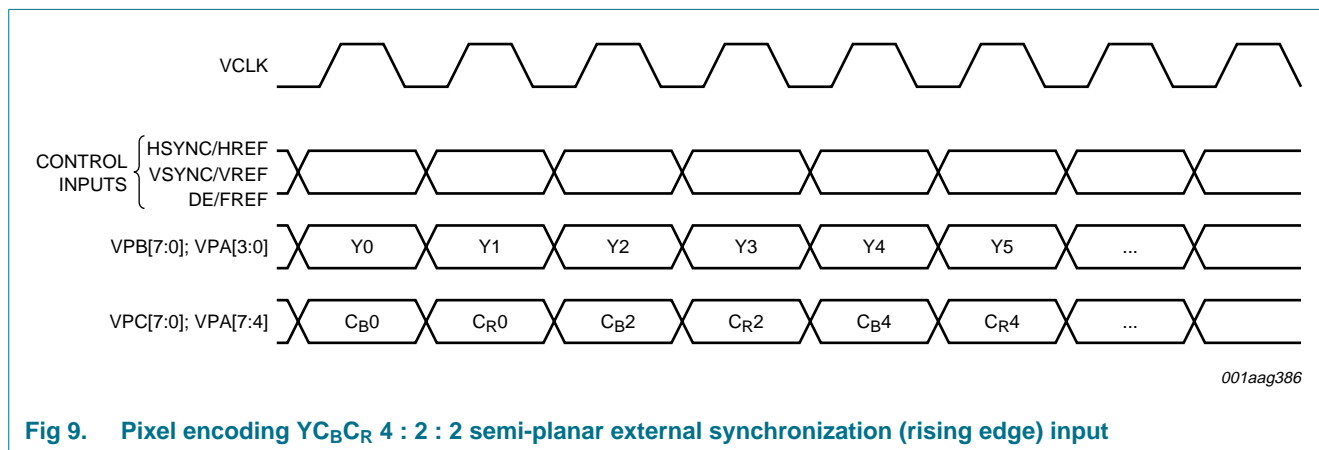 VCLK
CONTROL INPUTS
HSYNC/HREF
VSYNC/VREF
DE/FREF
VPB[7:0]; VPA[3:0] Y0 Y1 Y2 Y3 Y4 Y5 ...
VPC[7:0]; VPA[7:4] CB0 CR0 CB2 CR2 CB4 CR4 ...
001aag386
Fig 9. Pixel encoding YCBCR 4 : 2 : 2 semi-planar external synchronization (rising edge) input